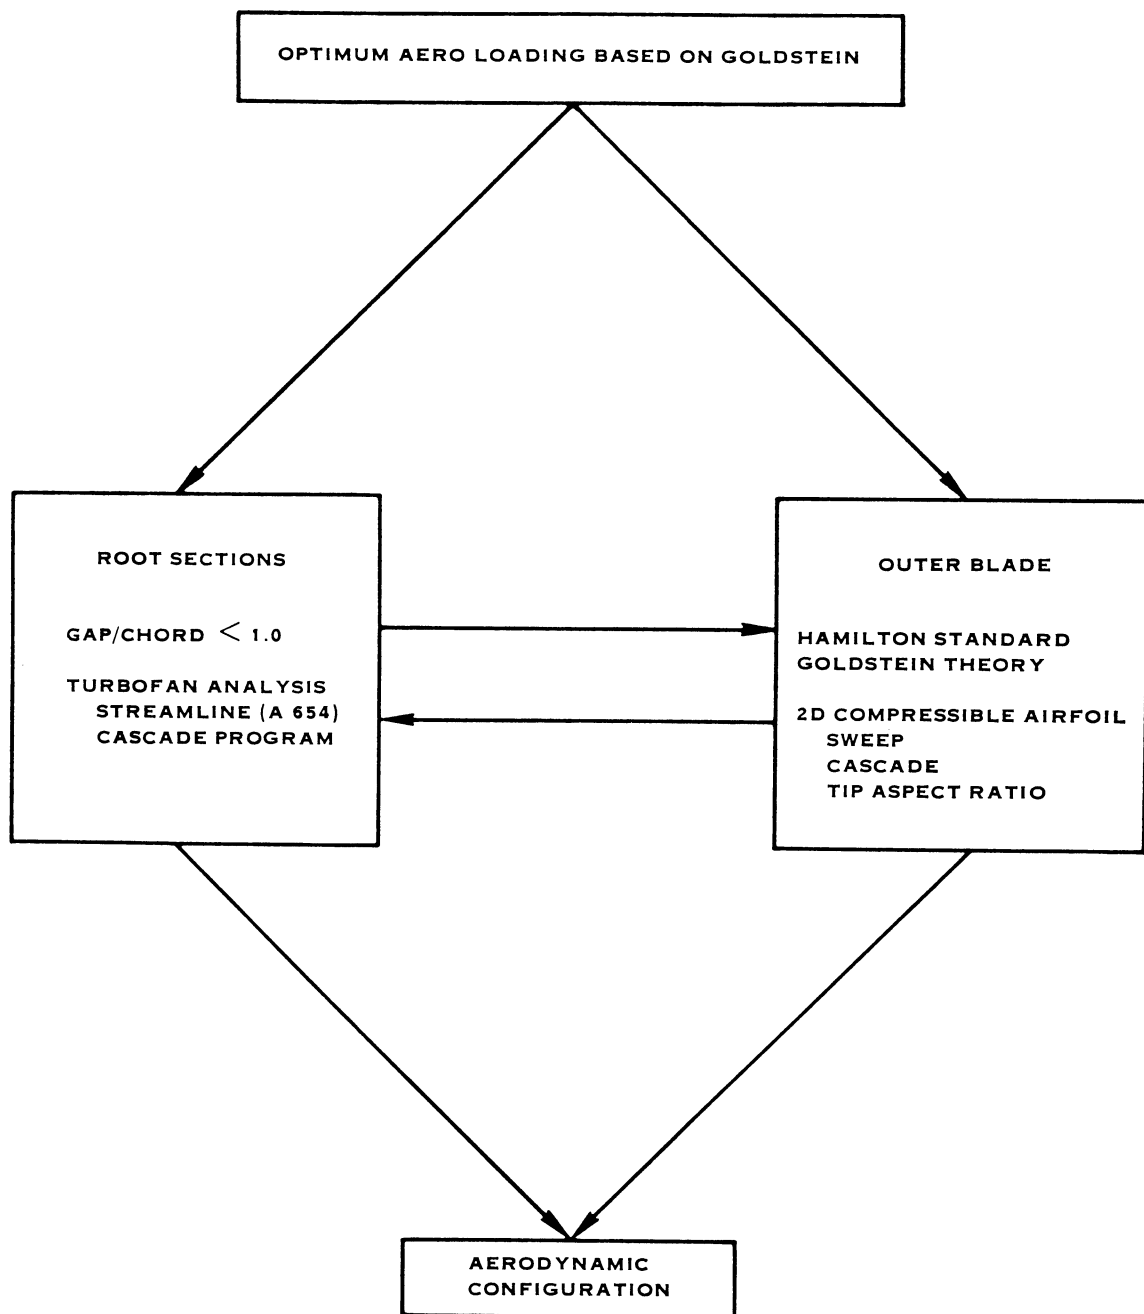 OPTIMUM AERO LOADING BASED ON GOLDSTEIN
ROOT SECTIONS
GAP/CHORD < 1.0
TURBOFAN ANALYSIS
STREAMLINE (A 654)
CASCADE PROGRAM
OUTER BLADE
HAMILTON STANDARD
GOLDSTEIN THEORY
2D COMPRESSIBLE AIRFOIL
SWEEP
CASCADE
TIP ASPECT RATIO
AERODYNAMIC
CONFIGURATION